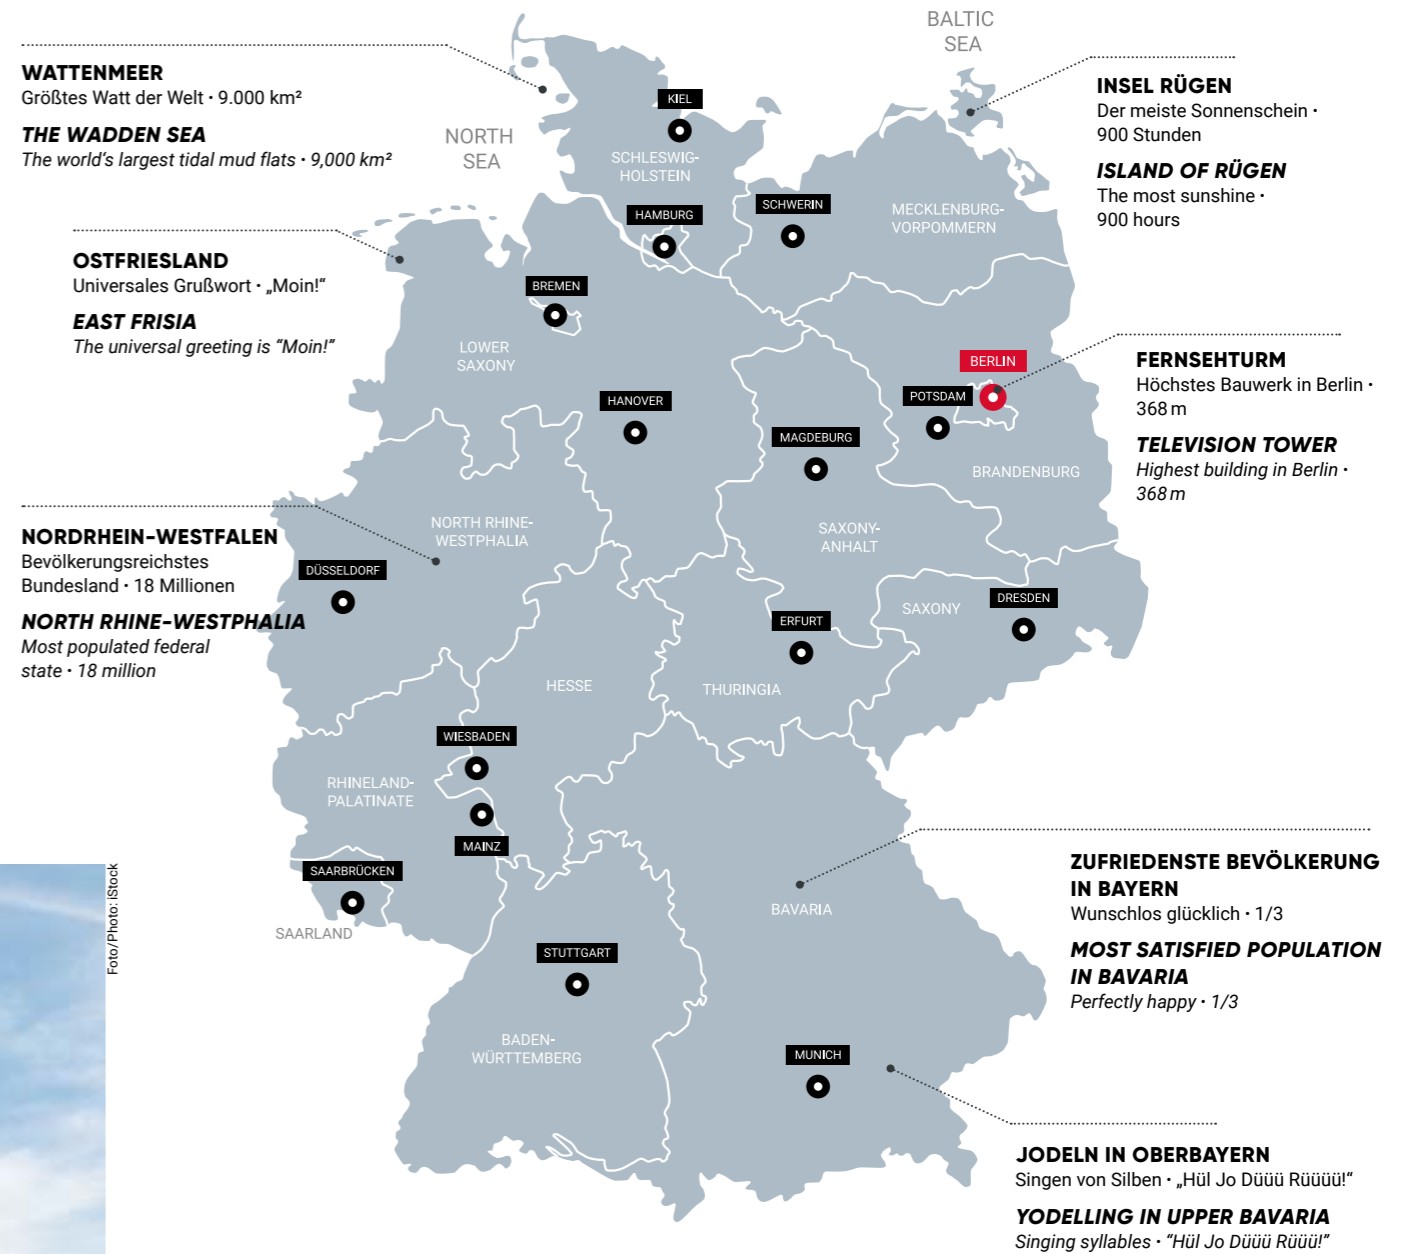 BALTIC
SEA
WATTENMEER
Größtes Watt der Welt · 9.000 km²
THE WADDEN SEA
The world's largest tidal mud flats · 9,000 km²
NORTH
SEA
INSEL RÜGEN
Der meiste Sonnenschein ·
900 Stunden
ISLAND OF RÜGEN
The most sunshine ·
900 hours
KIEL
SCHLESWIG-
HOLSTEIN
HAMBURG
SCHWERIN
MECKLENBURG-
VORPOMMERN
OSTFRIESLAND
Universales Grußwort · „Moin!“
EAST FRISIA
The universal greeting is “Moin!”
BREMEN
LOWER
SAXONY
HANOVER
BERLIN
POTSDAM
MAGDEBURG
BRANDENBURG
FERNSEHTURM
Höchstes Bauwerk in Berlin ·
368 m
TELEVISION TOWER
Highest building in Berlin ·
368 m
NORDRHEIN-WESTFALEN
Bevölkerungsreichstes
Bundesland · 18 Millionen
NORTH RHINE-WESTPHALIA
Most populated federal
state · 18 million
NORTH RHINE-
WESTPHALIA
DÜSSELDORF
SAXONY-
ANHALT
SAXONY
DRESDEN
ERFURT
THURINGIA
HESSE
WIESBADEN
RHINELAND-
PALATINATE
MAINZ
SAARBRÜCKEN
SAARLAND
BAVARIA
STUTTGART
BADEN-
WÜRTTEMBERG
MUNICH
ZUFRIEDENSTE BEVÖLKERUNG
IN BAYERN
Wunschlos glücklich · 1/3
MOST SATISFIED POPULATION
IN BAVARIA
Perfectly happy · 1/3
JODELN IN OBERBAYERN
Singen von Silben · „Hül Jo Düüü Rüüüü!“
YODELLING IN UPPER BAVARIA
Singing syllables · “Hül Jo Düüü Rüüü!”
Foto/Photo: iStock